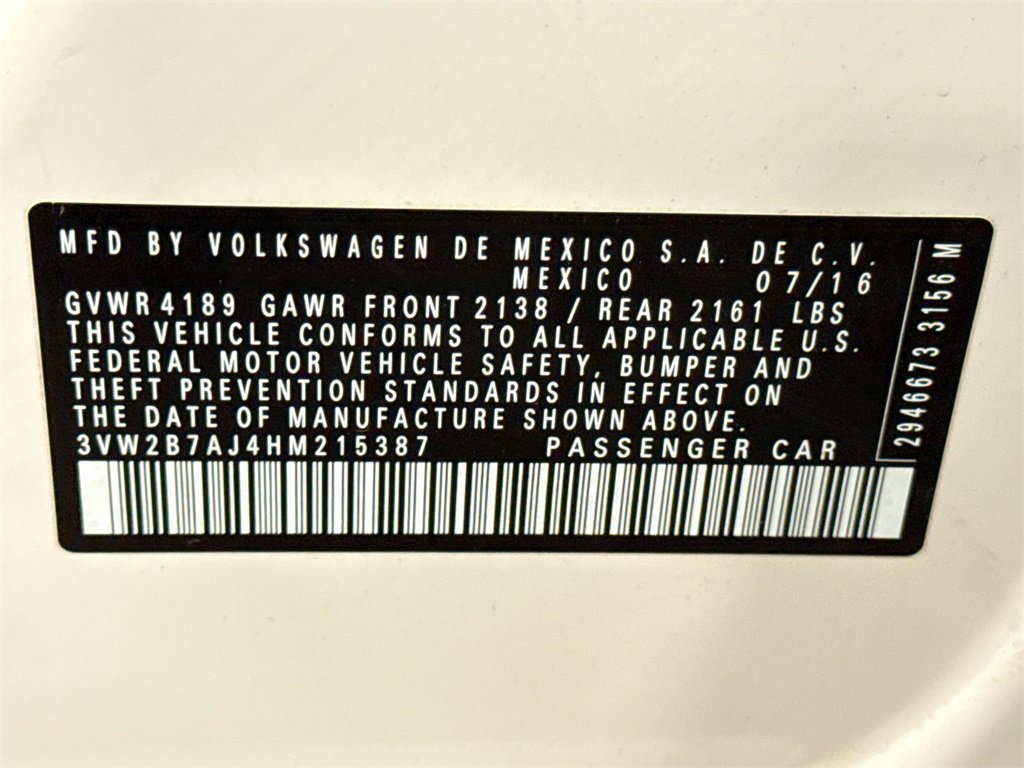 MFD BY VOLKSWAGEN DE MEXICO S.A. DE C.V.
MEXICO 07/16
GVWR 4189 GAWR FRONT 2138 / REAR 2161 LBS
THIS VEHICLE CONFORMS TO ALL APPLICABLE U.S.
FEDERAL MOTOR VEHICLE SAFETY, BUMPER AND
THEFT PREVENTION STANDARDS IN EFFECT ON
THE DATE OF MANUFACTURE SHOWN ABOVE.
3VW2B7AJ4HM215387 PASSENGER CAR
2946673 3156 M